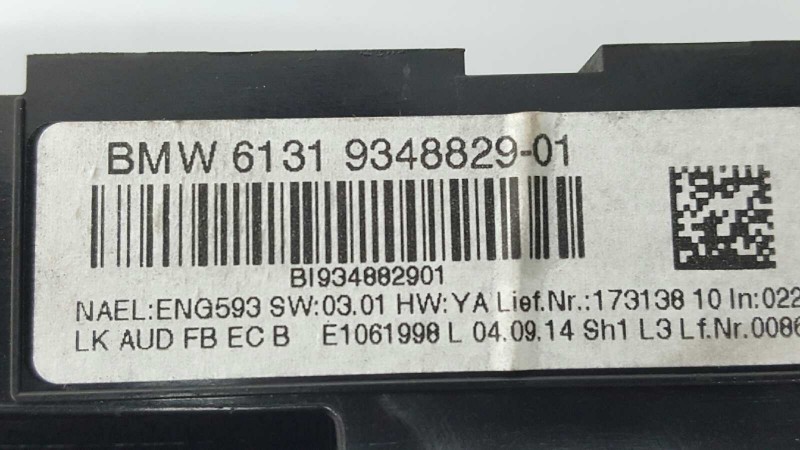 BMW 6131 9348829-01
BI934882901
NAEL:ENG593 SW:03.01 HW:YA Lief.Nr.:173138 10 In:022
LK AUD FB EC B E1061998 L 04.09.14 Sh1 L3 Lf.Nr.0086